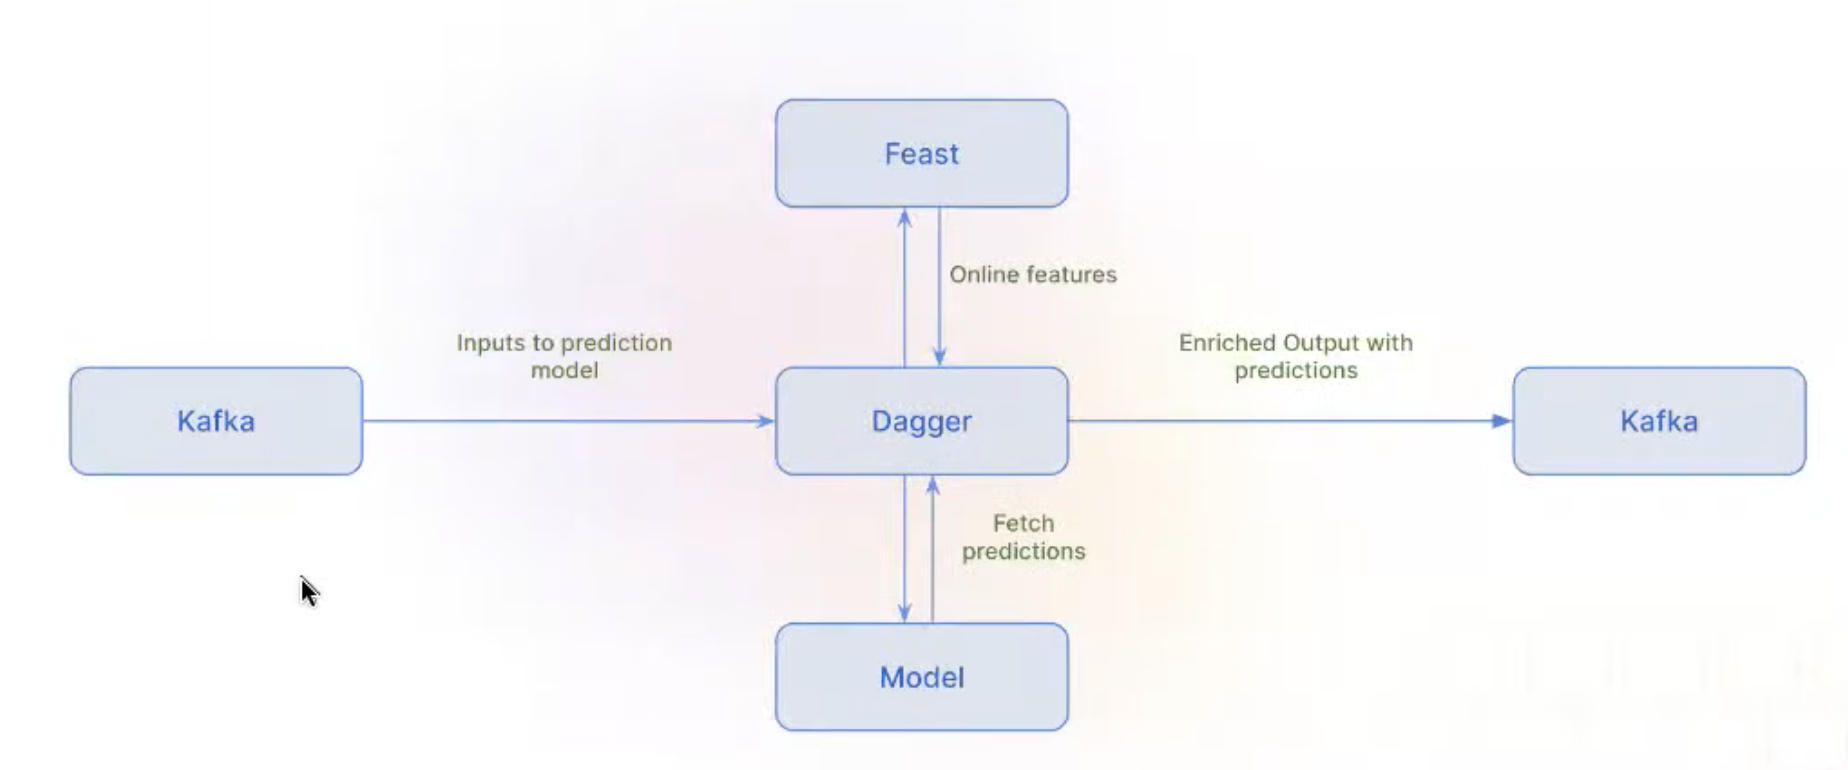 Feast
Online features
Inputs to prediction
model
Enriched Output with
predictions
Kafka
Dagger
Kafka
Fetch
predictions
Model